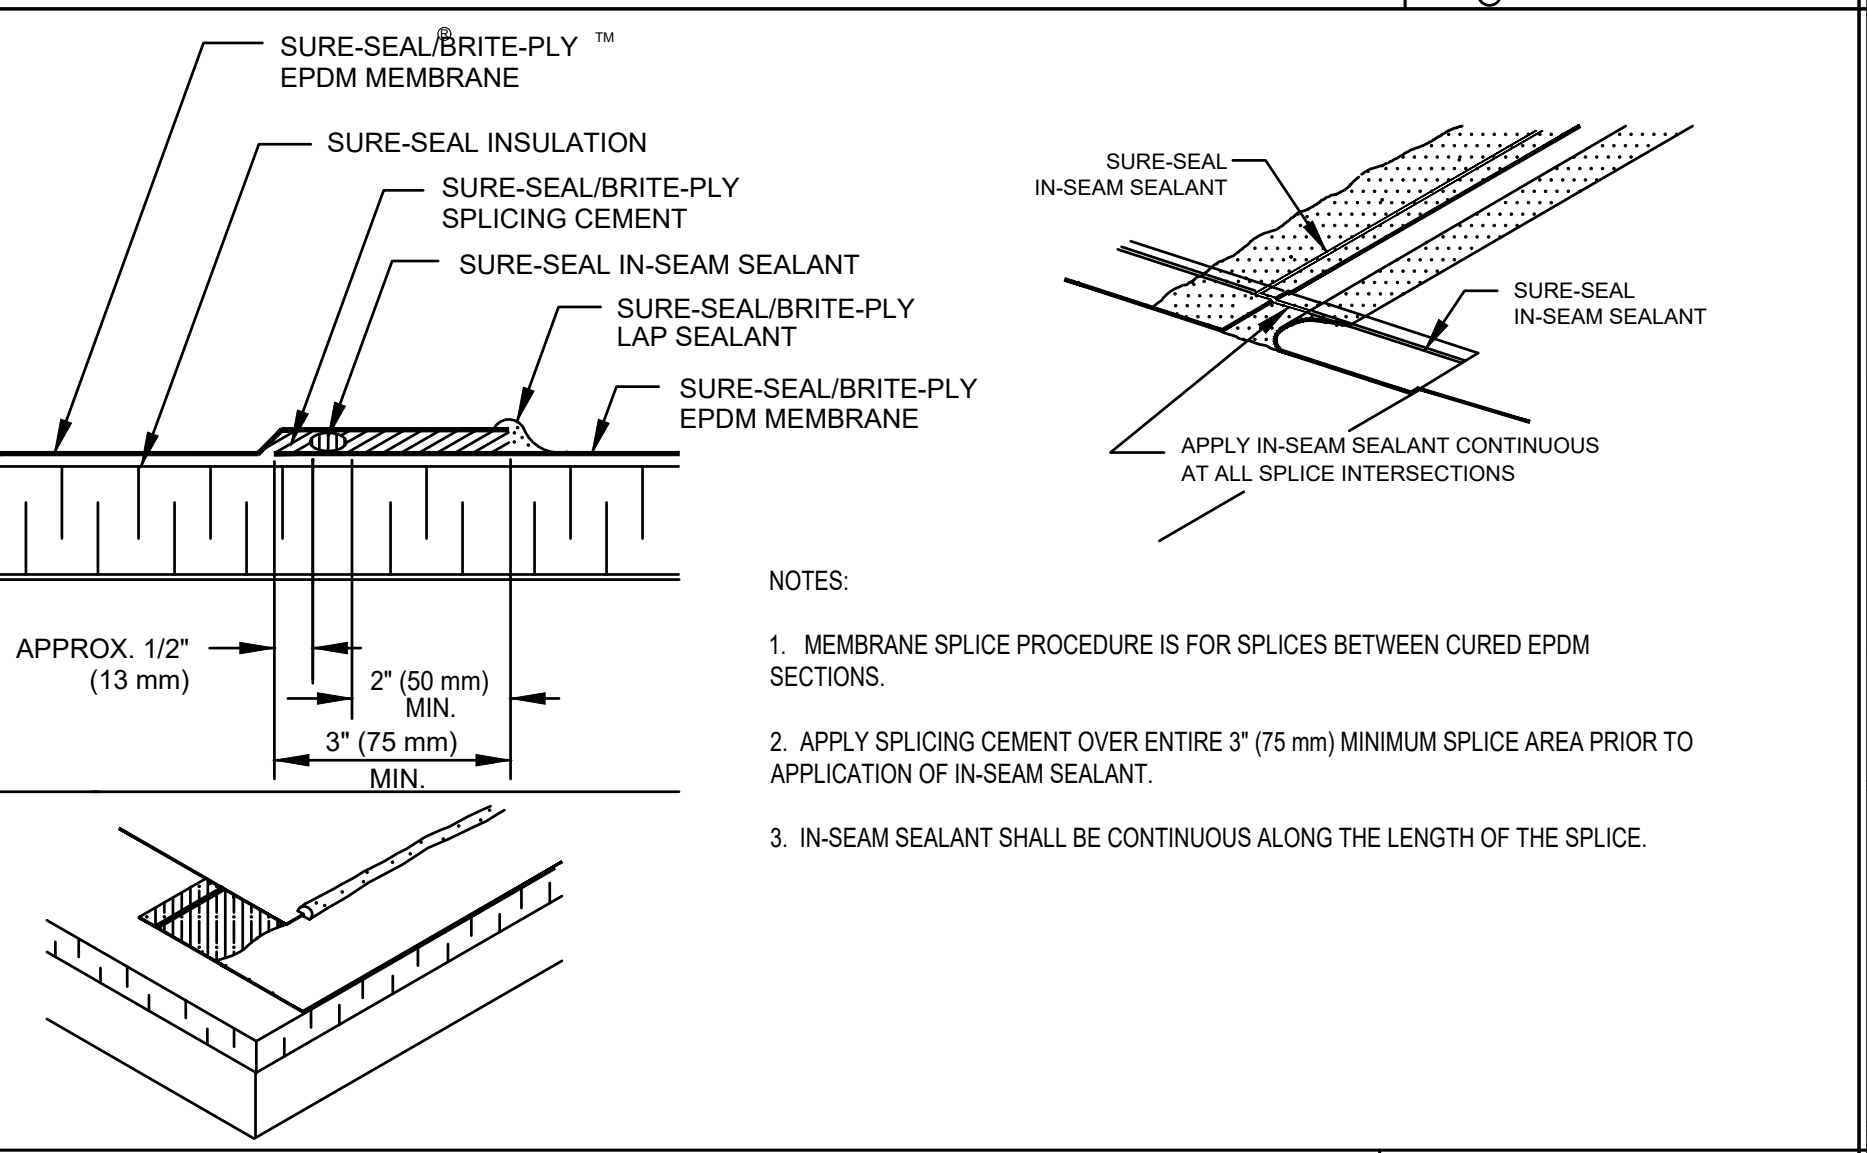 SURE-SEAL®/BRITE-PLY ™
EPDM MEMBRANE
SURE-SEAL INSULATION
SURE-SEAL/BRITE-PLY
SPLICING CEMENT
SURE-SEAL IN-SEAM SEALANT
SURE-SEAL/BRITE-PLY
LAP SEALANT
SURE-SEAL/BRITE-PLY
EPDM MEMBRANE
APPROX. 1/2"
(13 mm)
2" (50 mm)
MIN.
3" (75 mm)
MIN.
SURE-SEAL
IN-SEAM SEALANT
SURE-SEAL
IN-SEAM SEALANT
APPLY IN-SEAM SEALANT CONTINUOUS
AT ALL SPLICE INTERSECTIONS
NOTES:
1. MEMBRANE SPLICE PROCEDURE IS FOR SPLICES BETWEEN CURED EPDM
SECTIONS.
2. APPLY SPLICING CEMENT OVER ENTIRE 3" (75 mm) MINIMUM SPLICE AREA PRIOR TO
APPLICATION OF IN-SEAM SEALANT.
3. IN-SEAM SEALANT SHALL BE CONTINUOUS ALONG THE LENGTH OF THE SPLICE.